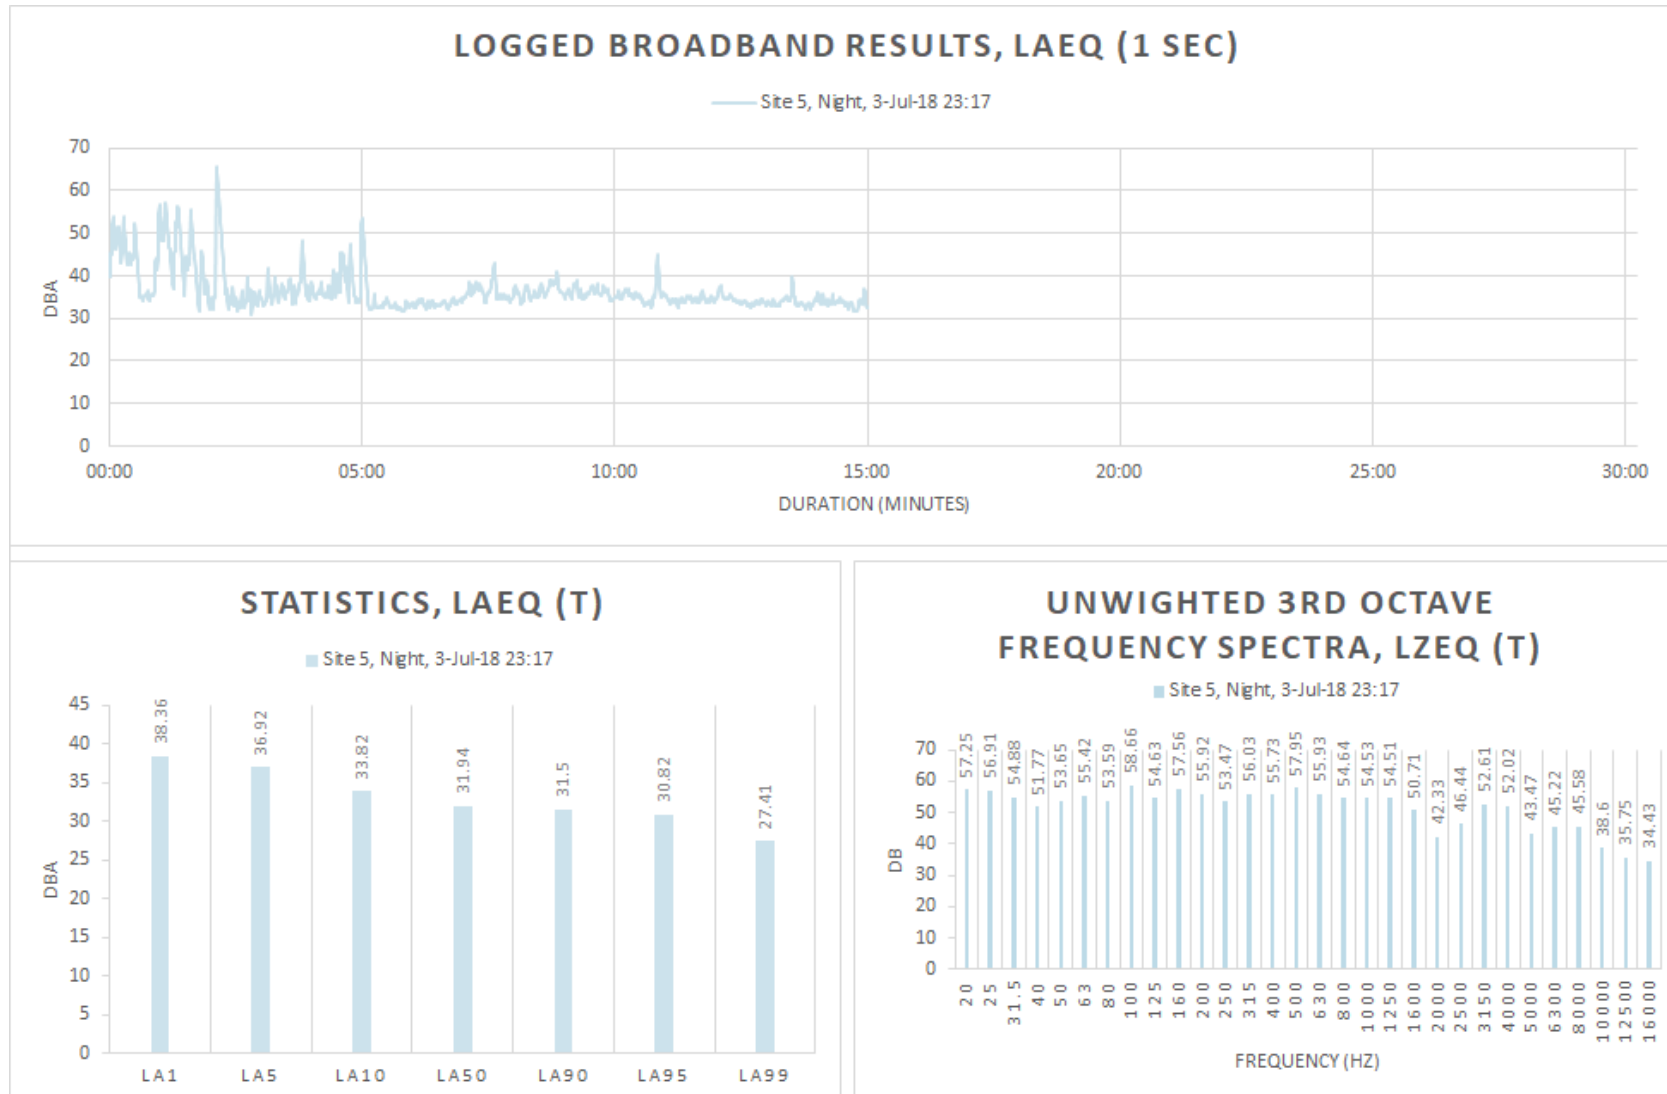 LOGGED BROADBAND RESULTS, LAEQ (1 SEC)
Site 5, Night, 3-Jul-18 23:17
70
60
50
40
30
20
10
0
DBA
00:00 05:00 10:00 15:00 20:00 25:00 30:00
DURATION (MINUTES)
STATISTICS, LAEQ (T)
Site 5, Night, 3-Jul-18 23:17
45
40
35
30
25
20
15
10
5
0
DBA
38.36 36.92 33.82 31.94 31.5 30.82 27.41
LA1 LA5 LA10 LA50 LA90 LA95 LA99
UNWIGHTED 3RD OCTAVE
FREQUENCY SPECTRA, LZEQ (T)
Site 5, Night, 3-Jul-18 23:17
70
60
50
40
30
20
10
0
DB
57.25 56.91 54.88 51.77 53.65 55.42 53.59 58.66 54.63 57.56 55.92 53.47 56.03 55.73 57.95 55.93 54.64 54.53 54.51 50.71 42.33 46.44 52.61 52.02 43.47 45.22 45.58 38.6 35.75 34.43
20 25 31.5 40 50 63 80 100 125 160 200 250 315 400 500 630 800 1000 1250 1600 2000 2500 3150 4000 5000 6300 8000 10000 12500 16000
FREQUENCY (HZ)